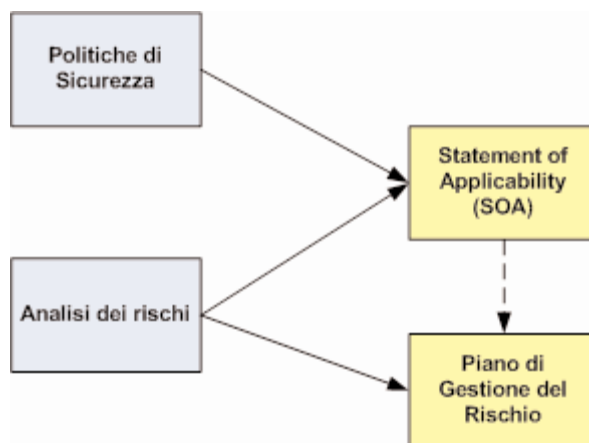 Politiche di
Sicurezza
Statement of
Applicability
(SOA)
Analisi dei rischi
Piano di
Gestione del
Rischio